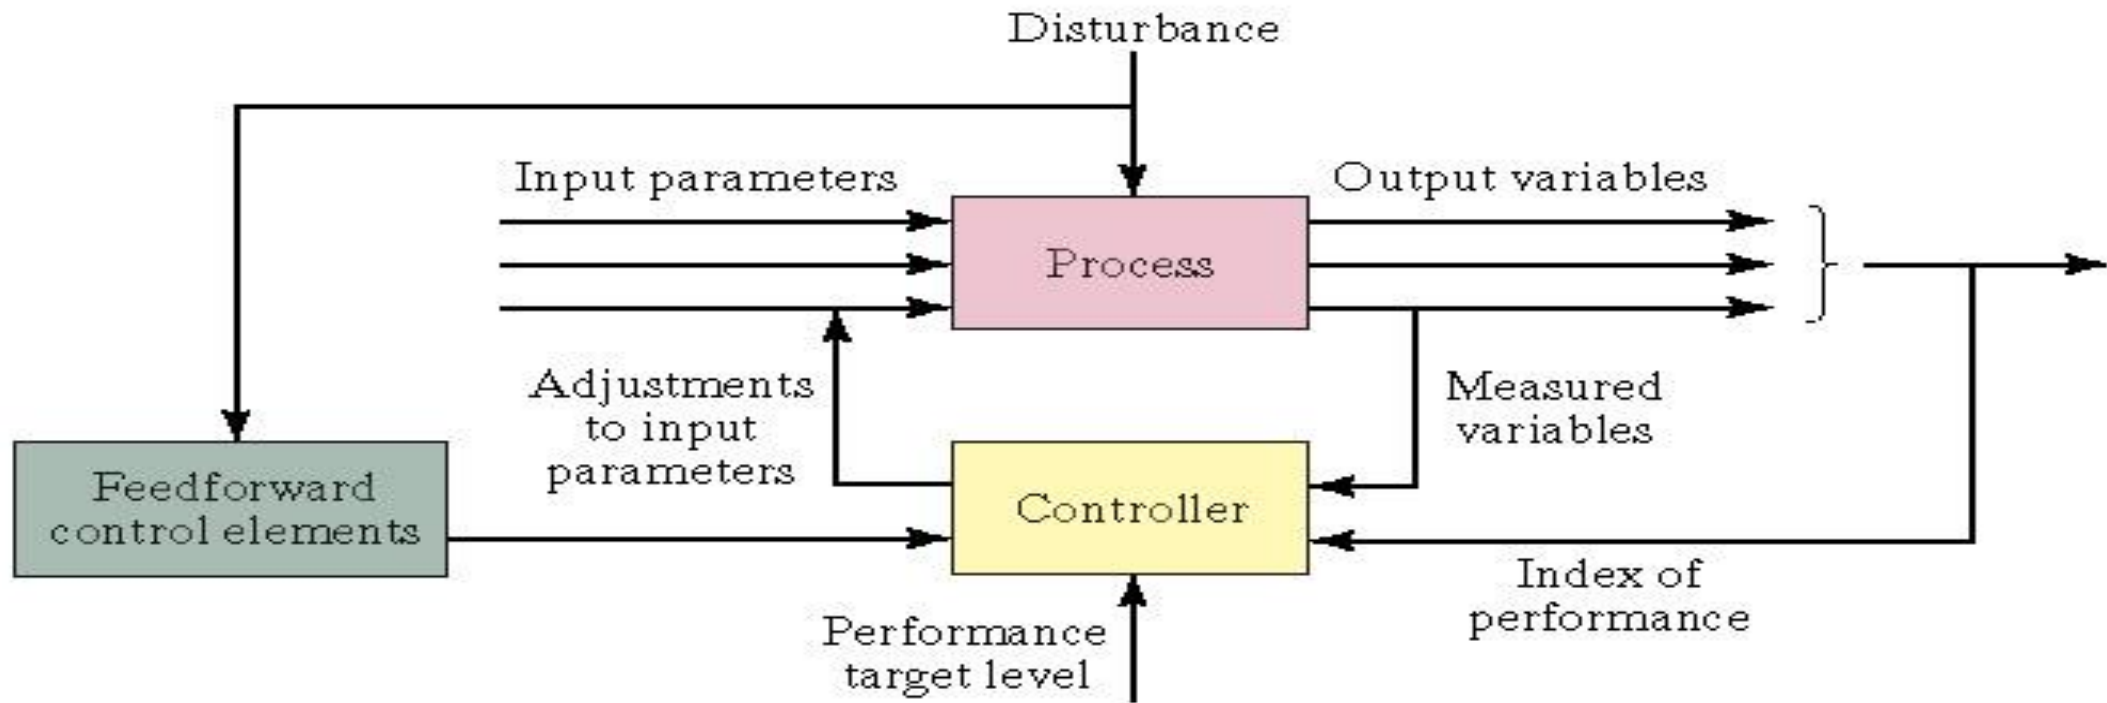 Disturbance
Input parameters
Output variables
Process
Adjustments
to input
parameters
Measured
variables
Feedforward
control elements
Controller
Index of
performance
Performance
target level